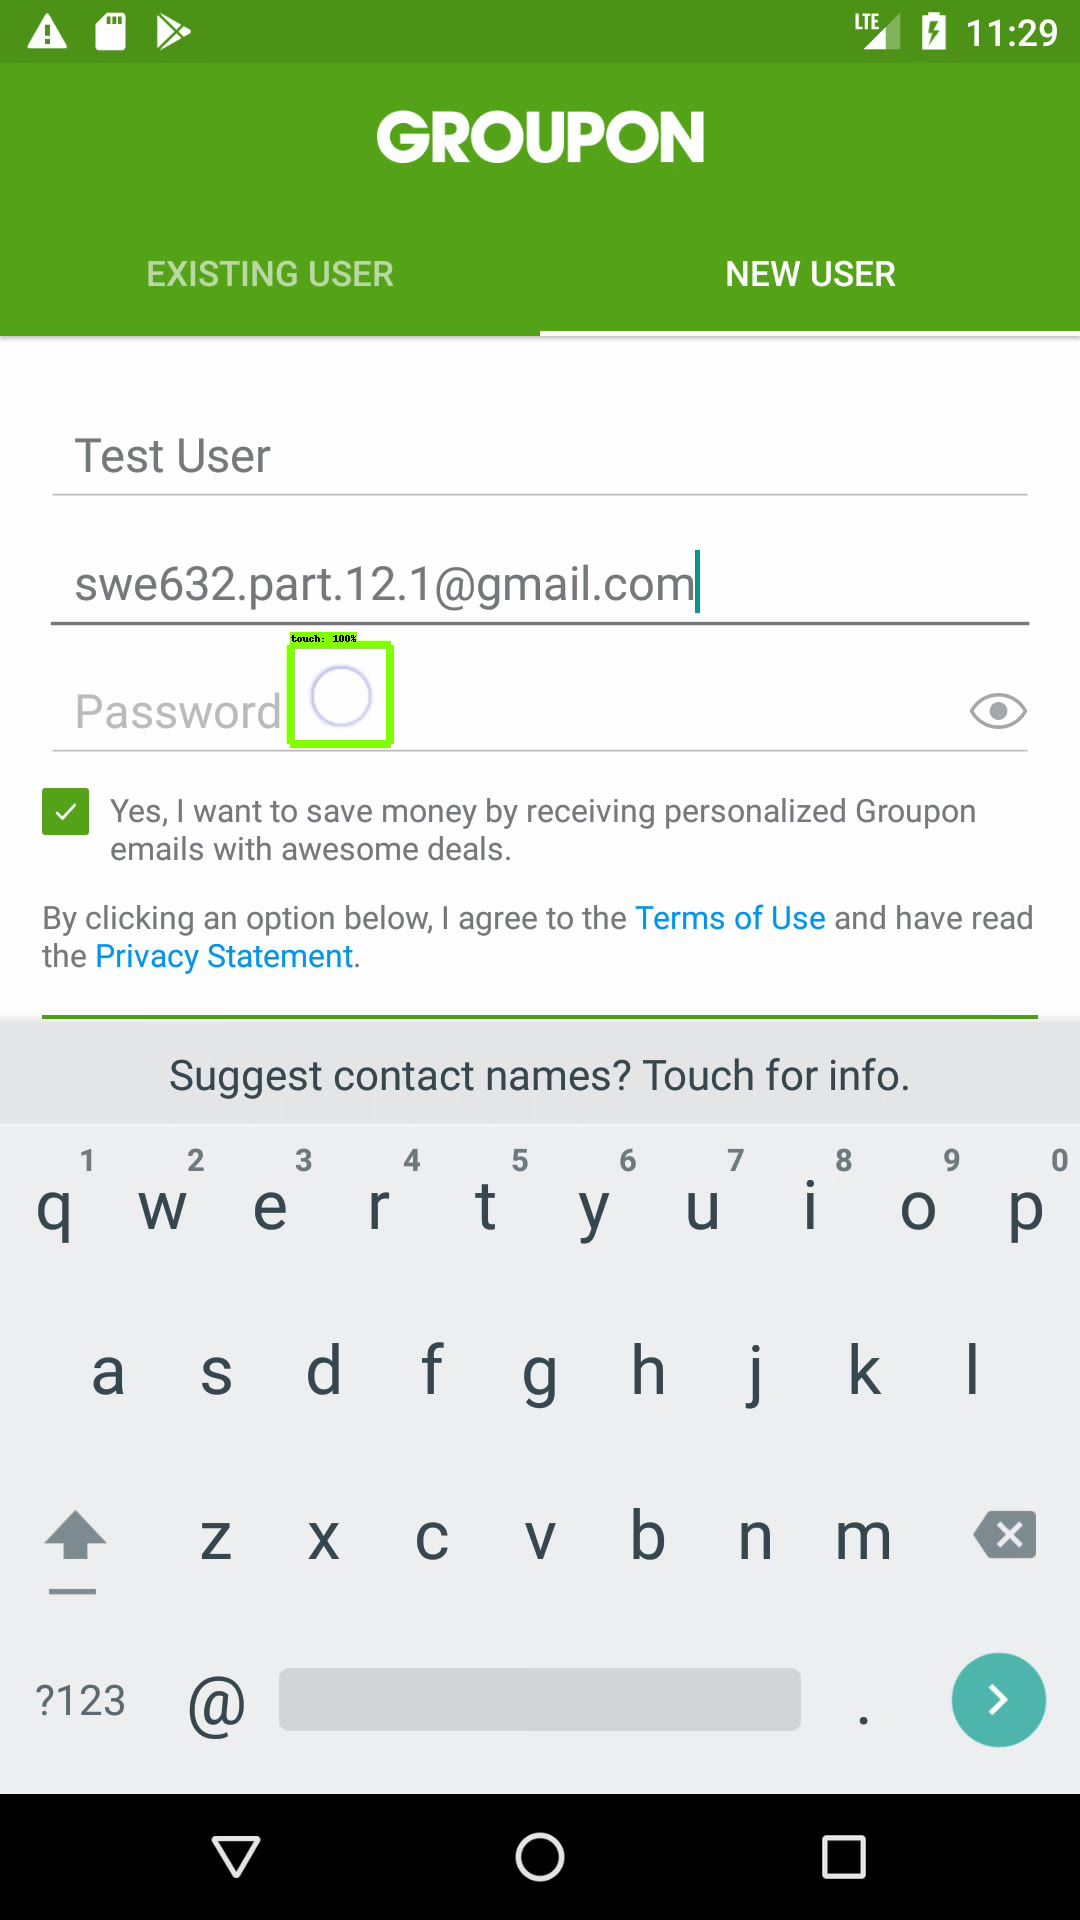 LTE 11:29
GROUPON
EXISTING USER NEW USER
Test User
swe632.part.12.1@gmail.com
touch: 100%
Password
Yes, I want to save money by receiving personalized Groupon
emails with awesome deals.
By clicking an option below, I agree to the Terms of Use and have read
the Privacy Statement.
Suggest contact names? Touch for info.
1 2 3 4 5 6 7 8 9 0
q w e r t y u i o p
a s d f g h j k l
z x c v b n m
?123 @ .